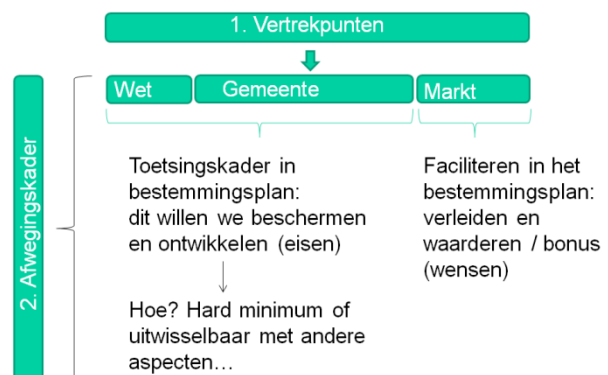 1. Vertrekpunten
2. Afwegingskader
Wet
Gemeente
Markt
Toetsingskader in
bestemmingsplan:
dit willen we beschermen
en ontwikkelen (eisen)
Hoe? Hard minimum of
uitwisselbaar met andere
aspecten…
Faciliteren in het
bestemmingsplan:
verleiden en
waarderen / bonus
(wensen)